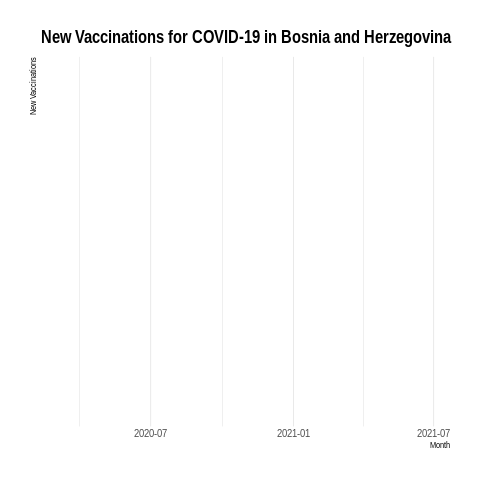 New Vaccinations for COVID-19 in Bosnia and Herzegovina
New Vaccinations
2020-07
2021-01
2021-07
Month